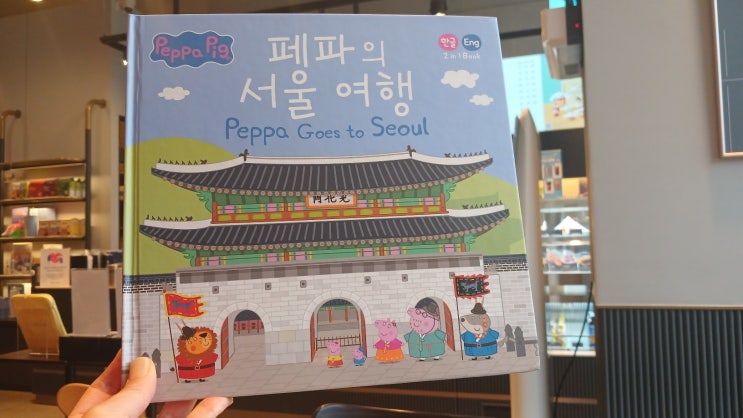 Peppa Pig
한글
Eng
2 in 1 Book
페파의
서울 여행
Peppa Goes to Seoul
門化光